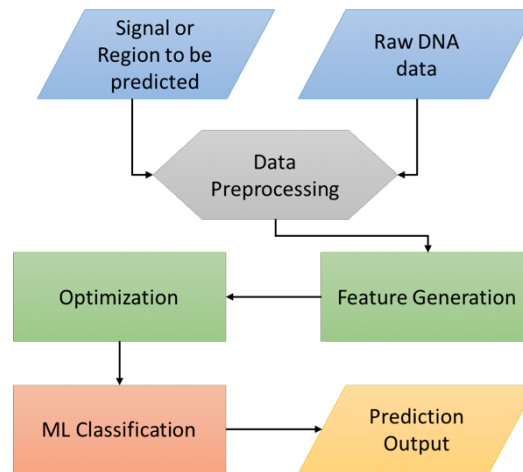 Signal or
Region to be
predicted
Raw DNA
data
Data
Preprocessing
Optimization
Feature Generation
ML Classification
Prediction
Output